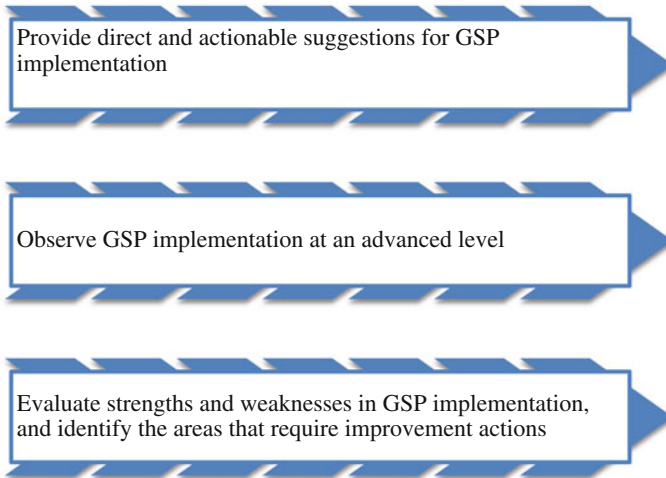 Provide direct and actionable suggestions for GSP
implementation
Observe GSP implementation at an advanced level
Evaluate strengths and weaknesses in GSP implementation,
and identify the areas that require improvement actions